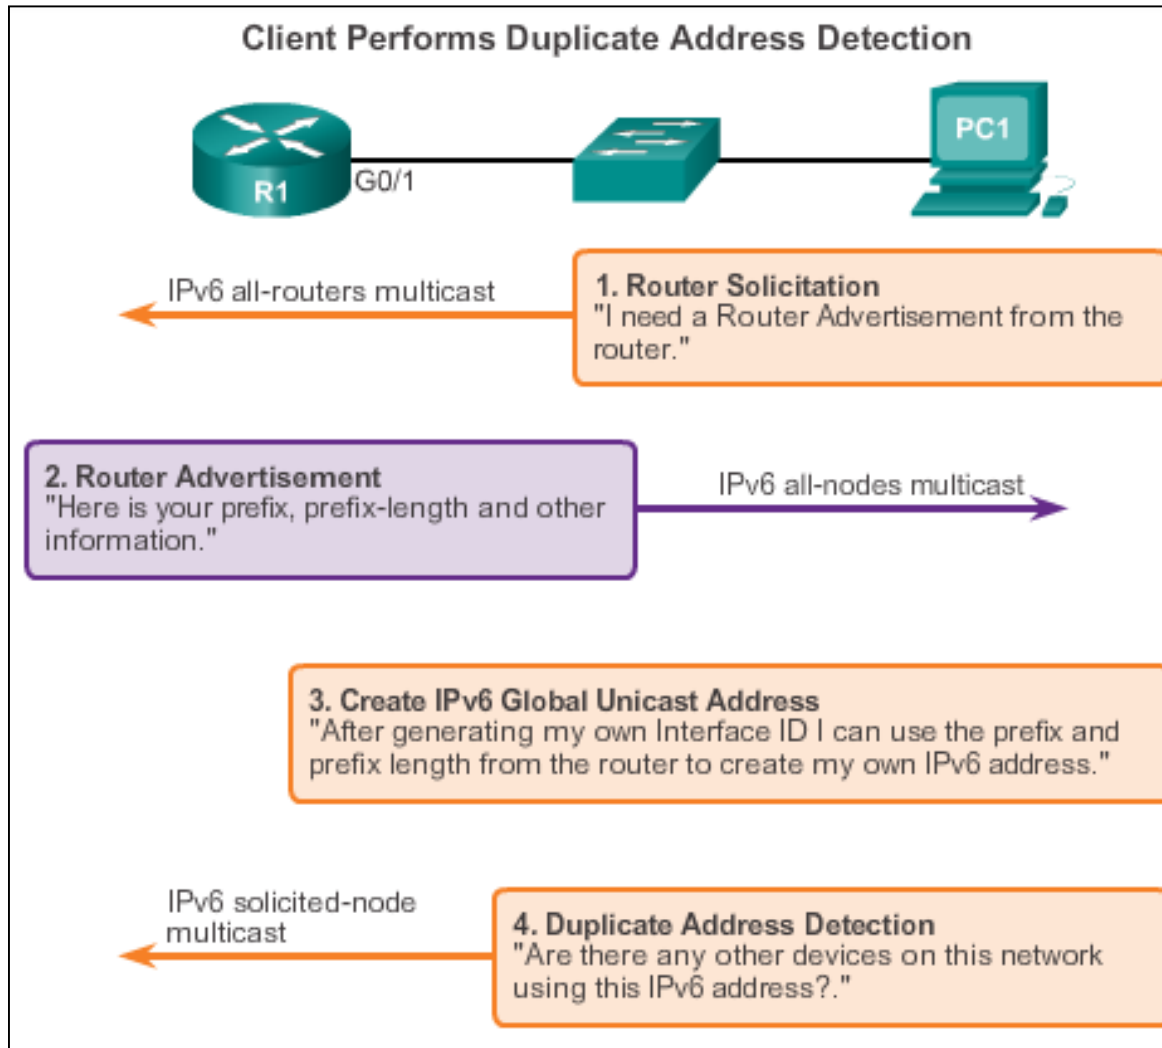 Client Performs Duplicate Address Detection
R1
G0/1
PC1
IPv6 all-routers multicast
1. Router Solicitation
"I need a Router Advertisement from the
router."
2. Router Advertisement
"Here is your prefix, prefix-length and other
information."
IPv6 all-nodes multicast
3. Create IPv6 Global Unicast Address
"After generating my own Interface ID I can use the prefix and
prefix length from the router to create my own IPv6 address."
IPv6 solicited-node
multicast
4. Duplicate Address Detection
"Are there any other devices on this network
using this IPv6 address?."